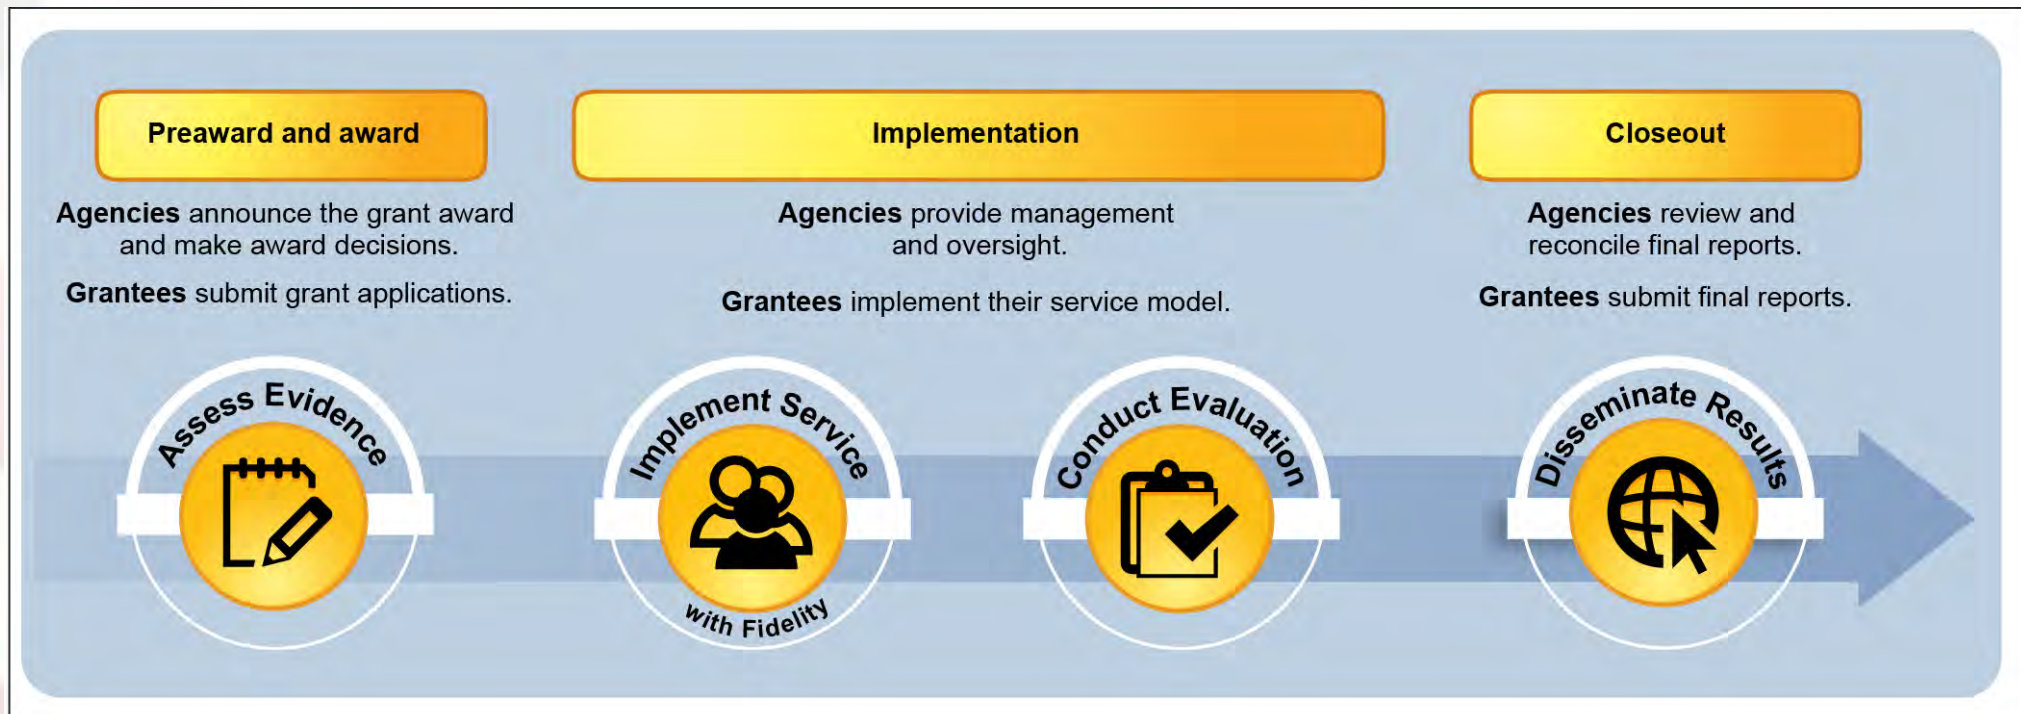 Preaward and award
Agencies announce the grant award
and make award decisions.
Grantees submit grant applications.
Implementation
Agencies provide management
and oversight.
Grantees implement their service model.
Closeout
Agencies review and
reconcile final reports.
Grantees submit final reports.
Assess Evidence
Implement Service
with Fidelity
Conduct Evaluation
Disseminate Results